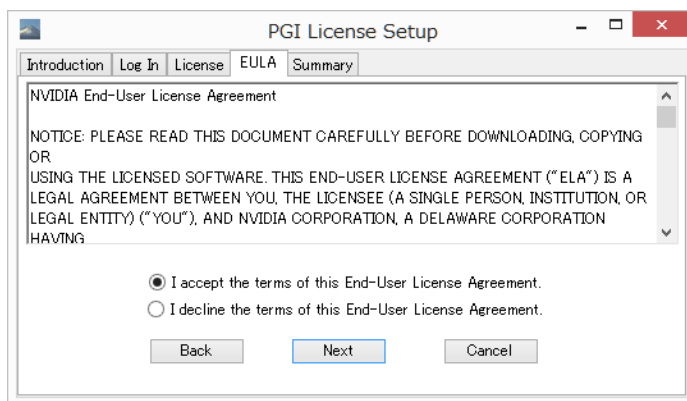 PGI License Setup
Introduction Log In License EULA Summary
NVIDIA End-User License Agreement
NOTICE: PLEASE READ THIS DOCUMENT CAREFULLY BEFORE DOWNLOADING, COPYING
OR
USING THE LICENSED SOFTWARE. THIS END-USER LICENSE AGREEMENT ("ELA") IS A
LEGAL AGREEMENT BETWEEN YOU, THE LICENSEE (A SINGLE PERSON, INSTITUTION, OR
LEGAL ENTITY) ("YOU"), AND NVIDIA CORPORATION, A DELAWARE CORPORATION
HAVING
I accept the terms of this End-User License Agreement.
I decline the terms of this End-User License Agreement.
Back Next Cancel